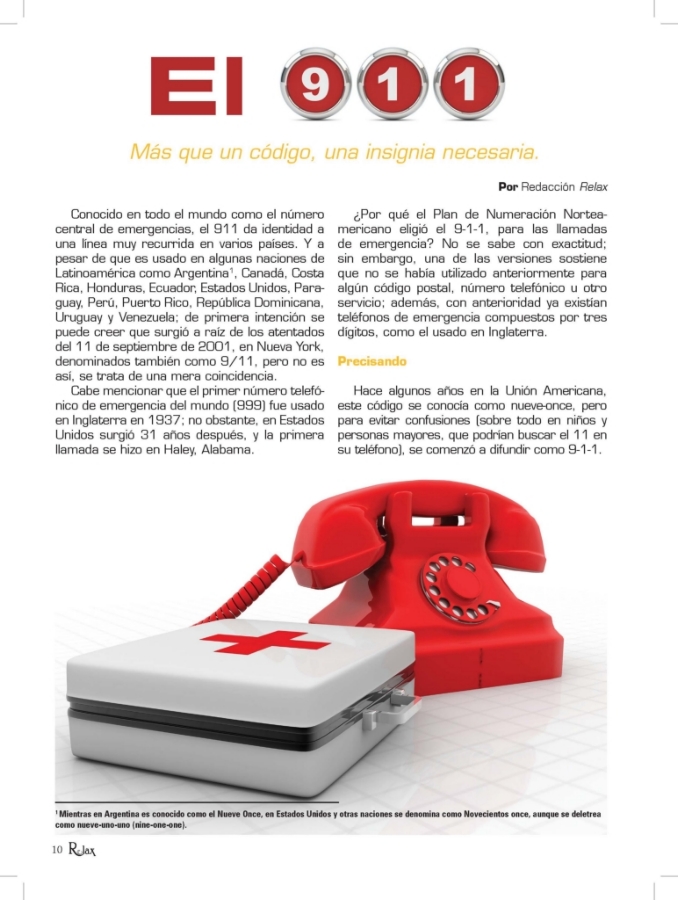 El 9 1 1
Más que un código, una insignia necesaria.
Por Redacción Relax
Conocido en todo el mundo como el número
central de emergencias, el 911 da identidad a
una línea muy recurrida en varios países. Y a
pesar de que es usado en algunas naciones de
Latinoamérica como Argentina¹, Canadá, Costa
Rica, Honduras, Ecuador, Estados Unidos, Para-
guay, Perú, Puerto Rico, República Dominicana,
Uruguay y Venezuela; de primera intención se
puede creer que surgió a raíz de los atentados
del 11 de septiembre de 2001, en Nueva York,
denominados también como 9/11, pero no es
así, se trata de una mera coincidencia.
Cabe mencionar que el primer número telefó-
nico de emergencia del mundo (999) fue usado
en Inglaterra en 1937; no obstante, en Estados
Unidos surgió 31 años después, y la primera
llamada se hizo en Haley, Alabama.
¿Por qué el Plan de Numeración Nortea-
mericano eligió el 9-1-1, para las llamadas
de emergencia? No se sabe con exactitud;
sin embargo, una de las versiones sostiene
que no se había utilizado anteriormente para
algún código postal, número telefónico u otro
servicio; además, con anterioridad ya existían
teléfonos de emergencia compuestos por tres
dígitos, como el usado en Inglaterra.
Precisando
Hace algunos años en la Unión Americana,
este código se conocía como nueve-once, pero
para evitar confusiones (sobre todo en niños y
personas mayores, que podrían buscar el 11 en
su teléfono), se comenzó a difundir como 9-1-1.
¹ Mientras en Argentina es conocido como el Nueve Once, en Estados Unidos y otras naciones se denomina como Novecientos once, aunque se deletrea
como nueve-uno-uno (nine-one-one).
10 Relax